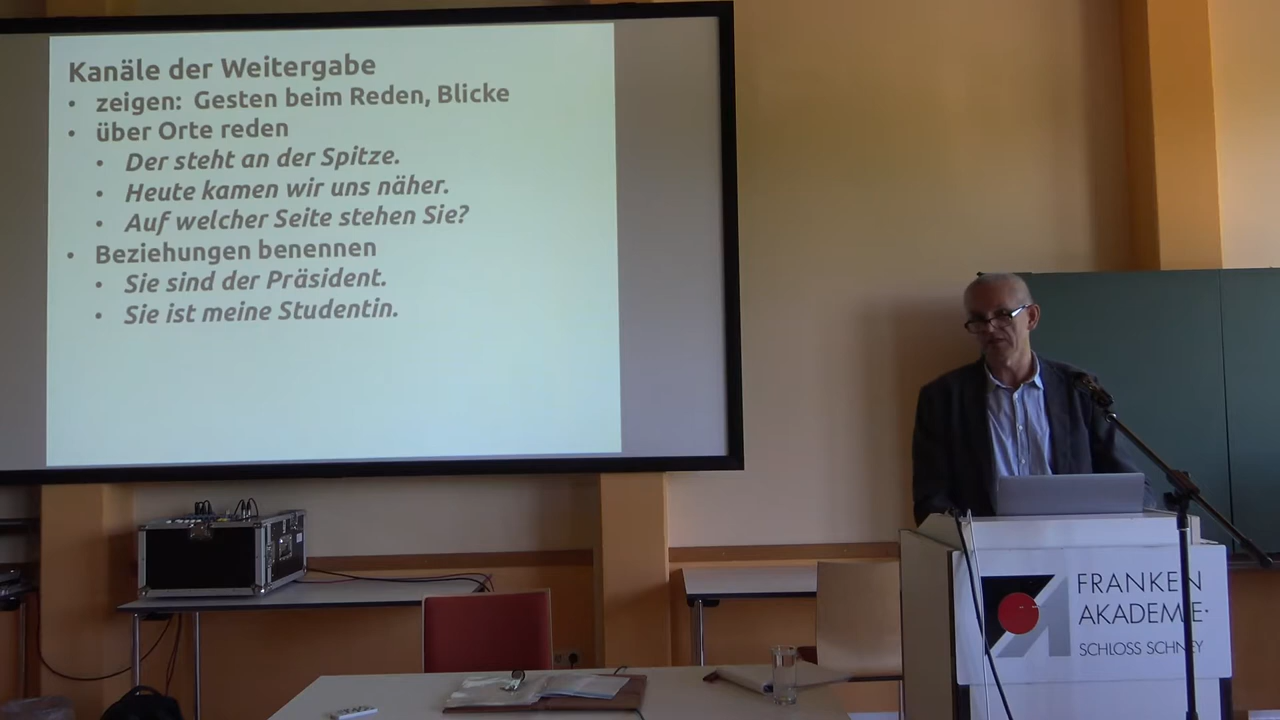 Kanäle der Weitergabe
• zeigen: Gesten beim Reden, Blicke
• über Orte reden
• Der steht an der Spitze.
• Heute kamen wir uns näher.
• Auf welcher Seite stehen Sie?
• Beziehungen benennen
• Sie sind der Präsident.
• Sie ist meine Studentin.
FRANKEN
AKADEMIE
SCHLOSS SCHNEY